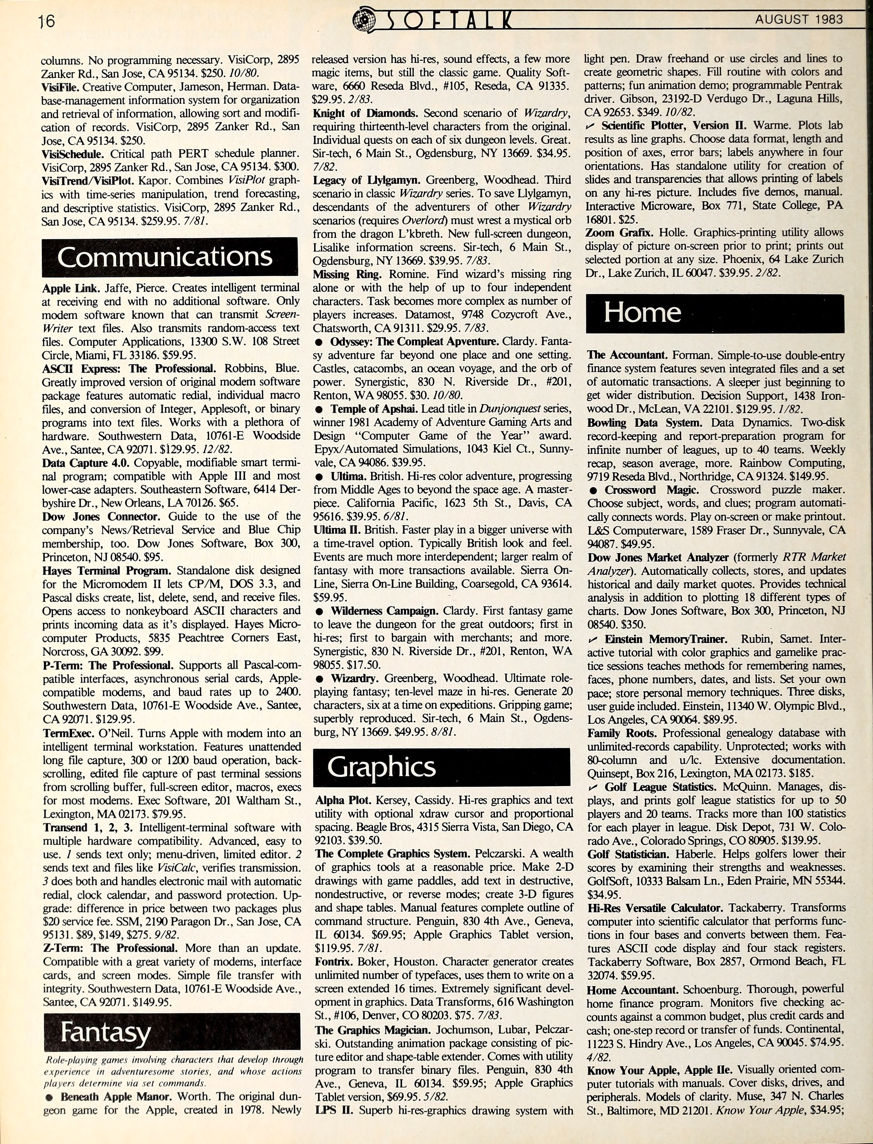 16
SOFTALK
AUGUST 1983
columns. No programming necessary. VisiCorp, 2895
Zanker Rd., San Jose, CA 95134. $250. 10/80.
VisiFile. Creative Computer, Jameson, Herman. Data-
base-management information system for organization
and retrieval of information, allowing sort and modifi-
cation of records. VisiCorp, 2895 Zanker Rd., San
Jose, CA 95134. $250.
VisiSchedule. Critical path PERT schedule planner.
VisiCorp, 2895 Zanker Rd., San Jose, CA 95134. $300.
VisiTrend/VisiPlot. Kapor. Combines VisiPlot graph-
ics with time-series manipulation, trend forecasting,
and descriptive statistics. VisiCorp, 2895 Zanker Rd.,
San Jose, CA 95134. $259.95. 7/81.
Communications
Apple Link. Jaffe, Pierce. Creates intelligent terminal
at receiving end with no additional software. Only
modem software known that can transmit Screen-
Writer text files. Also transmits random-access text
files. Computer Applications, 13300 S.W. 108 Street
Circle, Miami, FL 33186. $59.95.
ASCII Express: The Professional. Robbins, Blue.
Greatly improved version of original modem software
package features automatic redial, individual macro
files, and conversion of Integer, Applesoft, or binary
programs into text files. Works with a plethora of
hardware. Southwestern Data, 10761-E Woodside
Ave., Santee, CA 92071. $129.95. 12/82.
Data Capture 4.0. Copyable, modifiable smart termi-
nal program; compatible with Apple III and most
lower-case adapters. Southeastern Software, 6414 Der-
byshire Dr., New Orleans, LA 70126. $65.
Dow Jones Connector. Guide to the use of the
company's News/Retrieval Service and Blue Chip
membership, too. Dow Jones Software, Box 300,
Princeton, NJ 08540. $95.
Hayes Terminal Program. Standalone disk designed
for the Micromodem II lets CP/M, DOS 3.3, and
Pascal disks create, list, delete, send, and receive files.
Opens access to nonkeyboard ASCII characters and
prints incoming data as it's displayed. Hayes Micro-
computer Products, 5835 Peachtree Corners East,
Norcross, GA 30092. $99.
P-Term: The Professional. Supports all Pascal-com-
patible interfaces, asynchronous serial cards, Apple-
compatible modems, and baud rates up to 2400.
Southwestern Data, 10761-E Woodside Ave., Santee,
CA 92071. $129.95.
TermExec. O'Neil. Turns Apple with modem into an
intelligent terminal workstation. Features unattended
long file capture, 300 or 1200 baud operation, back-
scrolling, edited file capture of past terminal sessions
from scrolling buffer, full-screen editor, macros, execs
for most modems. Exec Software, 201 Waltham St.,
Lexington, MA 02173. $79.95.
Transend 1, 2, 3. Intelligent-terminal software with
multiple hardware compatibility. Advanced, easy to
use. 1 sends text only; menu-driven, limited editor. 2
sends text and files like VisiCalc, verifies transmission.
3 does both and handles electronic mail with automatic
redial, clock calendar, and password protection. Up-
grade: difference in price between two packages plus
$20 service fee. SSM, 2190 Paragon Dr., San Jose, CA
95131. $89, $149, $275. 9/82.
Z-Term: The Professional. More than an update.
Compatible with a great variety of modems, interface
cards, and screen modes. Simple file transfer with
integrity. Southwestern Data, 10761-E Woodside Ave.,
Santee, CA 92071. $149.95.
Fantasy
Role-playing games involving characters that develop through
experience in adventuresome stories, and whose actions
players determine via set commands.
● Beneath Apple Manor. Worth. The original dun-
geon game for the Apple, created in 1978. Newly
released version has hi-res, sound effects, a few more
magic items, but still the classic game. Quality Soft-
ware, 6660 Reseda Blvd., #105, Reseda, CA 91335.
$29.95. 2/83.
Knight of Diamonds. Second scenario of Wizardry,
requiring thirteenth-level characters from the original.
Individual quests on each of six dungeon levels. Great.
Sir-tech, 6 Main St., Ogdensburg, NY 13669. $34.95.
7/82.
Legacy of Llylgamyn. Greenberg, Woodhead. Third
scenario in classic Wizardry series. To save Llylgamyn,
descendants of the adventurers of other Wizardry
scenarios (requires Overlord) must wrest a mystical orb
from the dragon L'kbreth. New full-screen dungeon,
Lisalike information screens. Sir-tech, 6 Main St.,
Ogdensburg, NY 13669. $39.95. 7/83.
Missing Ring. Romine. Find wizard's missing ring
alone or with the help of up to four independent
characters. Task becomes more complex as number of
players increases. Datamost, 9748 Cozycroft Ave.,
Chatsworth, CA 91311. $29.95. 7/83.
● Odyssey: The Compleat Apventure. Clardy. Fanta-
sy adventure far beyond one place and one setting.
Castles, catacombs, an ocean voyage, and the orb of
power. Synergistic, 830 N. Riverside Dr., #201,
Renton, WA 98055. $30. 10/80.
● Temple of Apshai. Lead title in Dunjonquest series,
winner 1981 Academy of Adventure Gaming Arts and
Design "Computer Game of the Year" award.
Epyx/Automated Simulations, 1043 Kiel Ct., Sunny-
vale, CA 94086. $39.95.
● Ultima. British. Hi-res color adventure, progressing
from Middle Ages to beyond the space age. A master-
piece. California Pacific, 1623 5th St., Davis, CA
95616. $39.95. 6/81.
Ultima II. British. Faster play in a bigger universe with
a time-travel option. Typically British look and feel.
Events are much more interdependent; larger realm of
fantasy with more transactions available. Sierra On-
Line, Sierra On-Line Building, Coarsegold, CA 93614.
$59.95.
● Wilderness Campaign. Clardy. First fantasy game
to leave the dungeon for the great outdoors; first in
hi-res; first to bargain with merchants; and more.
Synergistic, 830 N. Riverside Dr., #201, Renton, WA
98055. $17.50.
● Wizardry. Greenberg, Woodhead. Ultimate role-
playing fantasy; ten-level maze in hi-res. Generate 20
characters, six at a time on expeditions. Gripping game;
superbly reproduced. Sir-tech, 6 Main St., Ogdens-
burg, NY 13669. $49.95. 8/81.
Graphics
Alpha Plot. Kersey, Cassidy. Hi-res graphics and text
utility with optional xdraw cursor and proportional
spacing. Beagle Bros, 4315 Sierra Vista, San Diego, CA
92103. $39.50.
The Complete Graphics System. Pelczarski. A wealth
of graphics tools at a reasonable price. Make 2-D
drawings with game paddles, add text in destructive,
nondestructive, or reverse modes; create 3-D figures
and shape tables. Manual features complete outline of
command structure. Penguin, 830 4th Ave., Geneva,
IL 60134. $69.95; Apple Graphics Tablet version,
$119.95. 7/81.
Fontrix. Boker, Houston. Character generator creates
unlimited number of typefaces, uses them to write on a
screen extended 16 times. Extremely significant devel-
opment in graphics. Data Transforms, 616 Washington
St., #106, Denver, CO 80203. $75. 7/83.
The Graphics Magician. Jochumson, Lubar, Pelczar-
ski. Outstanding animation package consisting of pic-
ture editor and shape-table extender. Comes with utility
program to transfer binary files. Penguin, 830 4th
Ave., Geneva, IL 60134. $59.95; Apple Graphics
Tablet version, $69.95. 5/82.
LPS II. Superb hi-res-graphics drawing system with
light pen. Draw freehand or use circles and lines to
create geometric shapes. Fill routine with colors and
patterns; fun animation demo; programmable Pentrak
driver. Gibson, 23192-D Verdugo Dr., Laguna Hills,
CA 92653. $349. 10/82.
✓ Scientific Plotter, Version II. Warme. Plots lab
results as line graphs. Choose data format, length and
position of axes, error bars; labels anywhere in four
orientations. Has standalone utility for creation of
slides and transparencies that allows printing of labels
on any hi-res picture. Includes five demos, manual.
Interactive Microware, Box 771, State College, PA
16801. $25.
Zoom Grafix. Holle. Graphics-printing utility allows
display of picture on-screen prior to print; prints out
selected portion at any size. Phoenix, 64 Lake Zurich
Dr., Lake Zurich, IL 60047. $39.95. 2/82.
Home
The Accountant. Forman. Simple-to-use double-entry
finance system features seven integrated files and a set
of automatic transactions. A sleeper just beginning to
get wider distribution. Decision Support, 1438 Iron-
wood Dr., McLean, VA 22101. $129.95. 1/82.
Bowling Data System. Data Dynamics. Two-disk
record-keeping and report-preparation program for
infinite number of leagues, up to 40 teams. Weekly
recap, season average, more. Rainbow Computing,
9719 Reseda Blvd., Northridge, CA 91324. $149.95.
● Crossword Magic. Crossword puzzle maker.
Choose subject, words, and clues; program automati-
cally connects words. Play on-screen or make printout.
L&S Computerware, 1589 Fraser Dr., Sunnyvale, CA
94087. $49.95.
Dow Jones Market Analyzer (formerly RTR Market
Analyzer). Automatically collects, stores, and updates
historical and daily market quotes. Provides technical
analysis in addition to plotting 18 different types of
charts. Dow Jones Software, Box 300, Princeton, NJ
08540. $350.
✓ Einstein MemoryTrainer. Rubin, Samet. Inter-
active tutorial with color graphics and gamelike prac-
tice sessions teaches methods for remembering names,
faces, phone numbers, dates, and lists. Set your own
pace; store personal memory techniques. Three disks,
user guide included. Einstein, 11340 W. Olympic Blvd.,
Los Angeles, CA 90064. $89.95.
Family Roots. Professional genealogy database with
unlimited-records capability. Unprotected; works with
80-column and u/lc. Extensive documentation.
Quinsept, Box 216, Lexington, MA 02173. $185.
✓ Golf League Statistics. McQuinn. Manages, dis-
plays, and prints golf league statistics for up to 50
players and 20 teams. Tracks more than 100 statistics
for each player in league. Disk Depot, 731 W. Colo-
rado Ave., Colorado Springs, CO 80905. $139.95.
Golf Statistician. Haberle. Helps golfers lower their
scores by examining their strengths and weaknesses.
GolfSoft, 10333 Balsam Ln., Eden Prairie, MN 55344.
$34.95.
Hi-Res Versatile Calculator. Tackaberry. Transforms
computer into scientific calculator that performs func-
tions in four bases and converts between them. Fea-
tures ASCII code display and four stack registers.
Tackaberry Software, Box 2857, Ormond Beach, FL
32074. $59.95.
Home Accountant. Schoenburg. Thorough, powerful
home finance program. Monitors five checking ac-
counts against a common budget, plus credit cards and
cash; one-step record or transfer of funds. Continental,
11223 S. Hindry Ave., Los Angeles, CA 90045. $74.95.
4/82.
Know Your Apple, Apple IIe. Visually oriented com-
puter tutorials with manuals. Cover disks, drives, and
peripherals. Models of clarity. Muse, 347 N. Charles
St., Baltimore, MD 21201. Know Your Apple, $34.95;